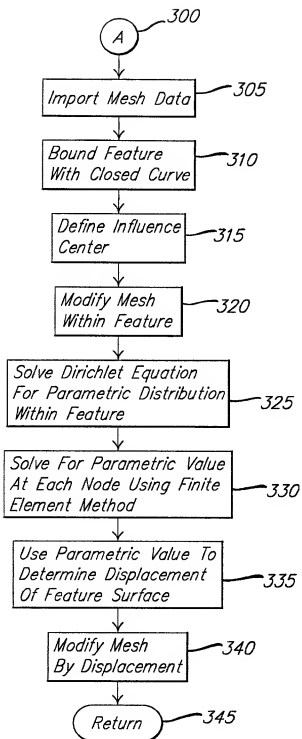 A
300
Import Mesh Data
305
Bound Feature
With Closed Curve
310
Define Influence
Center
315
Modify Mesh
Within Feature
320
Solve Dirichlet Equation
For Parametric Distribution
Within Feature
325
Solve For Parametric Value
At Each Node Using Finite
Element Method
330
Use Parametric Value To
Determine Displacement
Of Feature Surface
335
Modify Mesh
By Displacement
340
Return
345